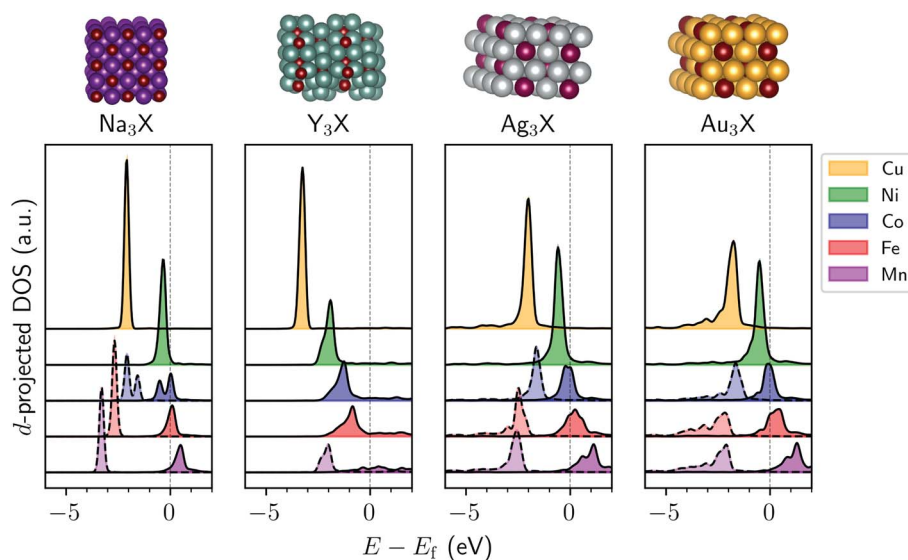 Na₃X
Y₃X
Ag₃X
Au₃X
d-projected DOS (a.u.)
Cu
Ni
Co
Fe
Mn
−5
0
−5
0
−5
0
−5
0
E − E_f (eV)